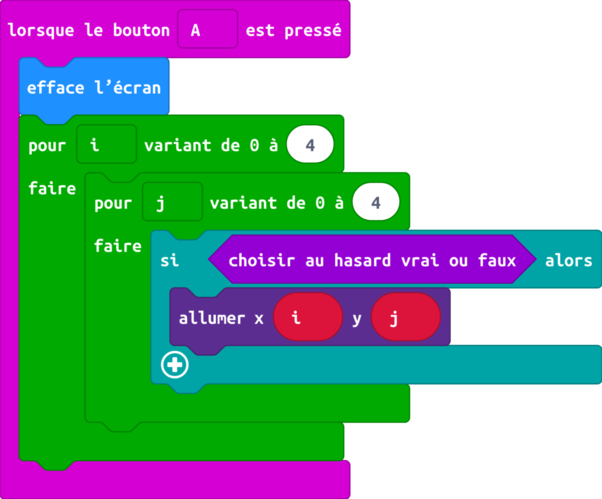 lorsque le bouton A est pressé
efface l’écran
pour i variant de 0 à 4
faire
pour j variant de 0 à 4
faire
si choisir au hasard vrai ou faux alors
allumer x i y j